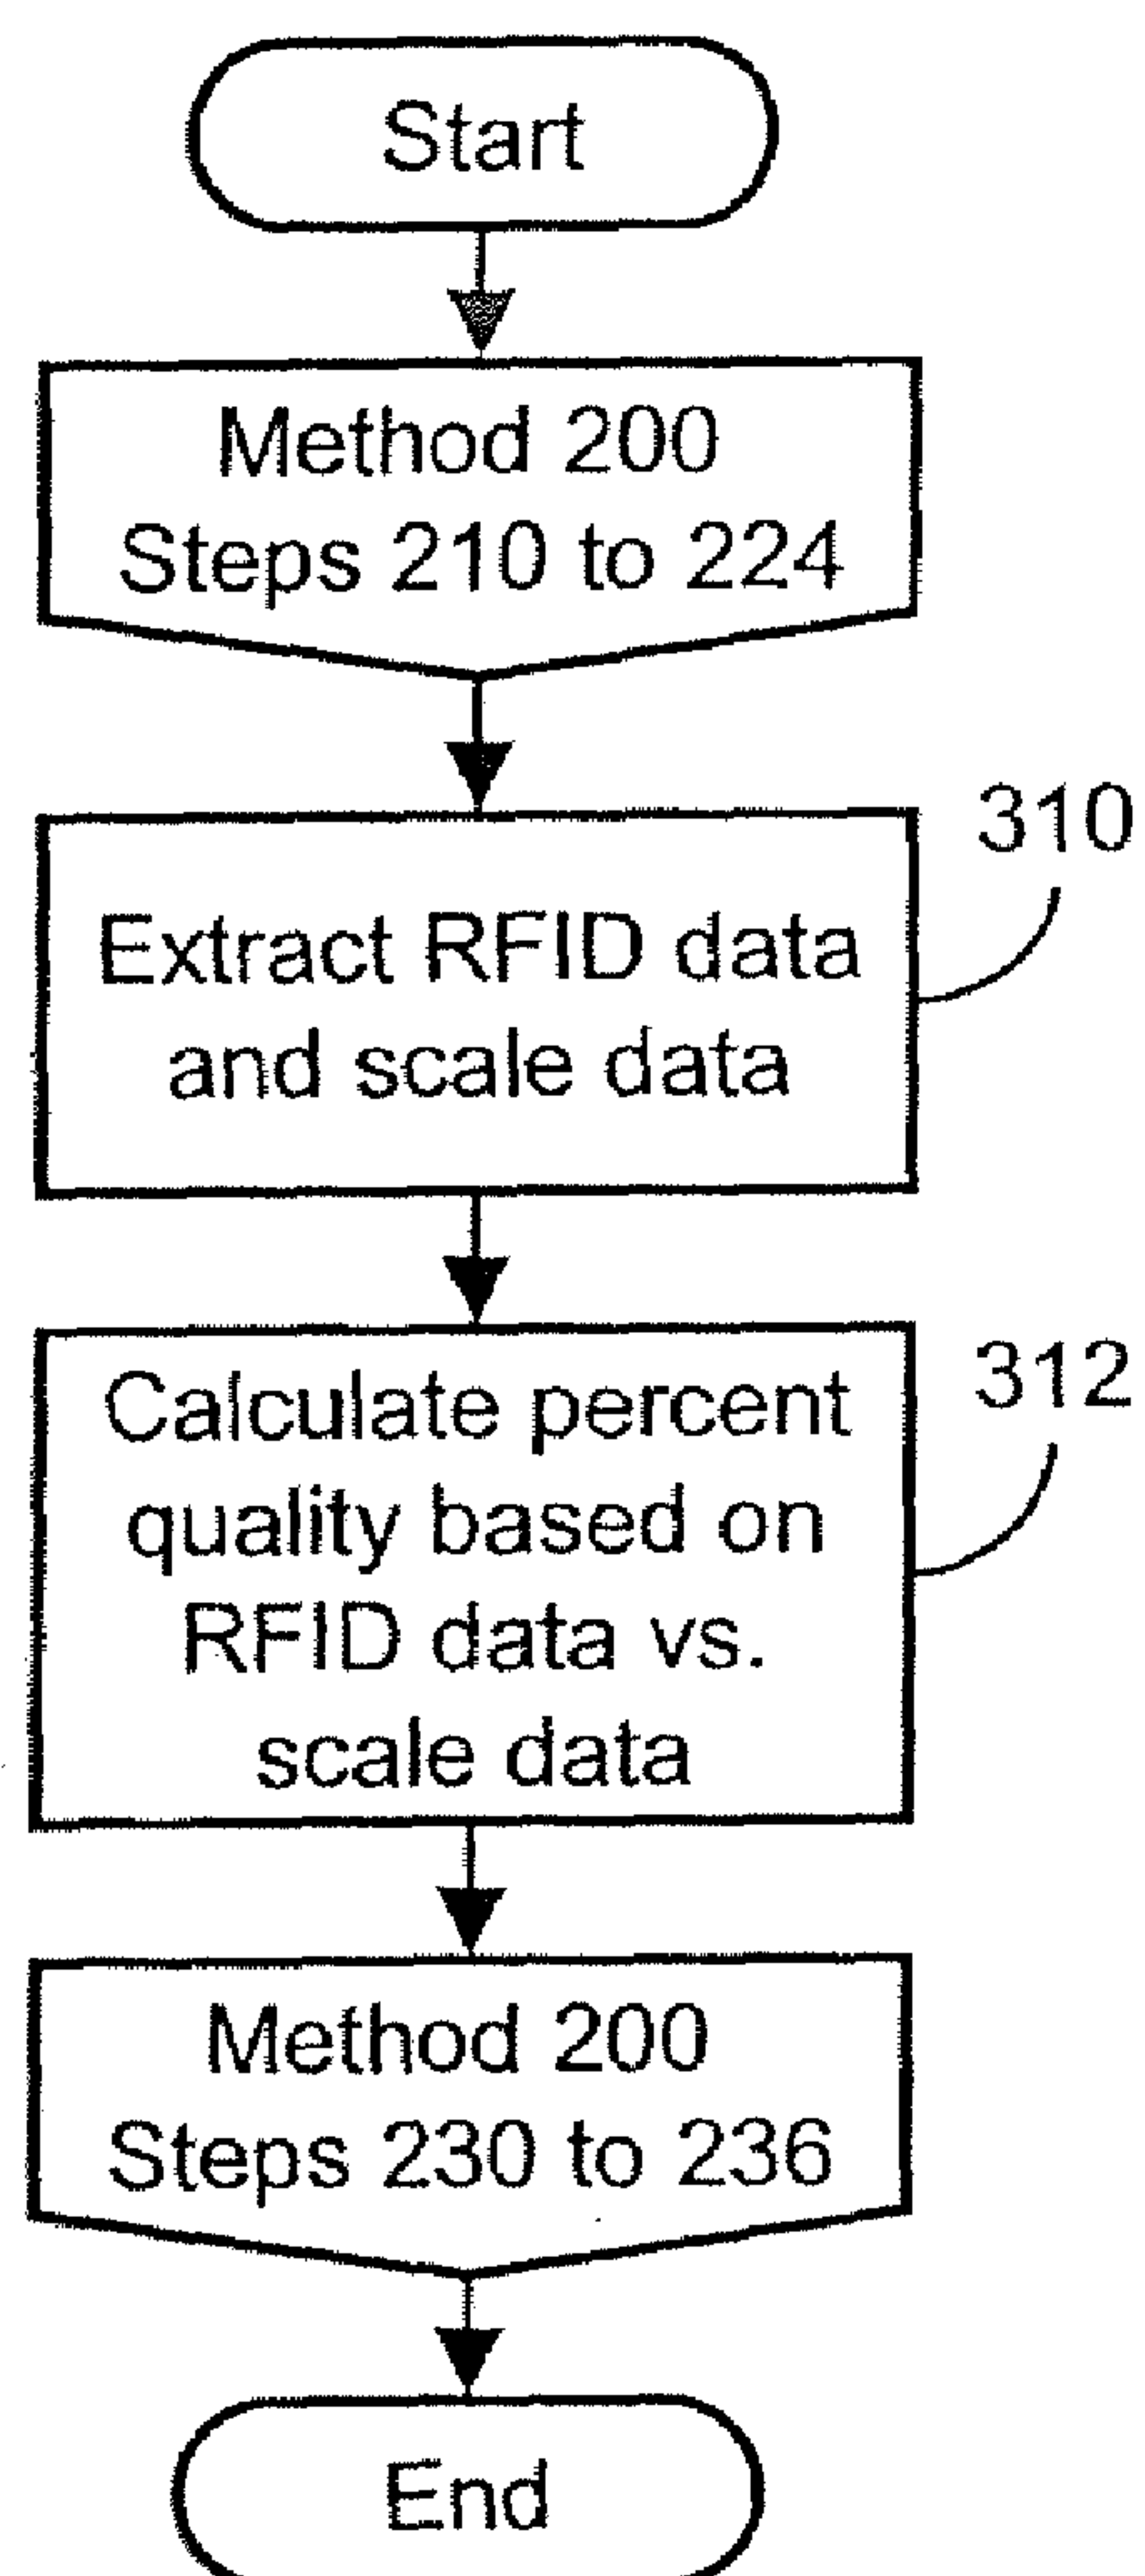 Start
Method 200
Steps 210 to 224
310
Extract RFID data
and scale data
312
Calculate percent
quality based on
RFID data vs.
scale data
Method 200
Steps 230 to 236
End